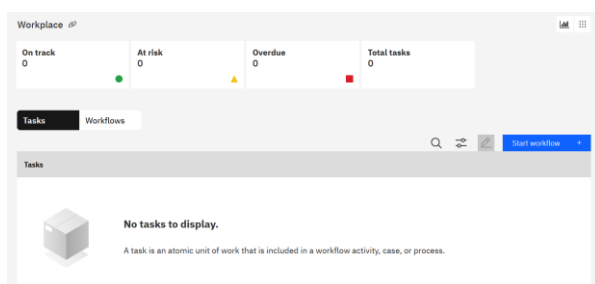 Workplace
On track At risk Overdue Total tasks
0 0 0 0
Tasks Workflows
Start workflow +
Tasks
No tasks to display.
A task is an atomic unit of work that is included in a workflow activity, case, or process.